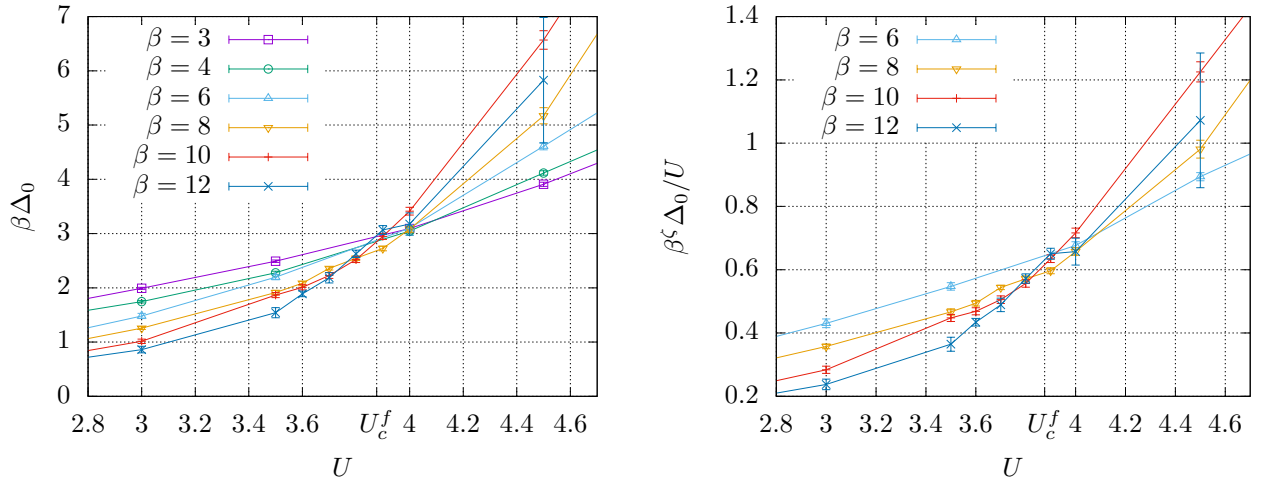 βΔ₀
7
6
5
4
3
2
1
0
β = 3
β = 4
β = 6
β = 8
β = 10
β = 12
2.8 3 3.2 3.4 3.6 U_c^f 4 4.2 4.4 4.6
U
β^ζ Δ₀/U
1.4
1.2
1
0.8
0.6
0.4
0.2
β = 6
β = 8
β = 10
β = 12
2.8 3 3.2 3.4 3.6 U_c^f 4 4.2 4.4 4.6
U